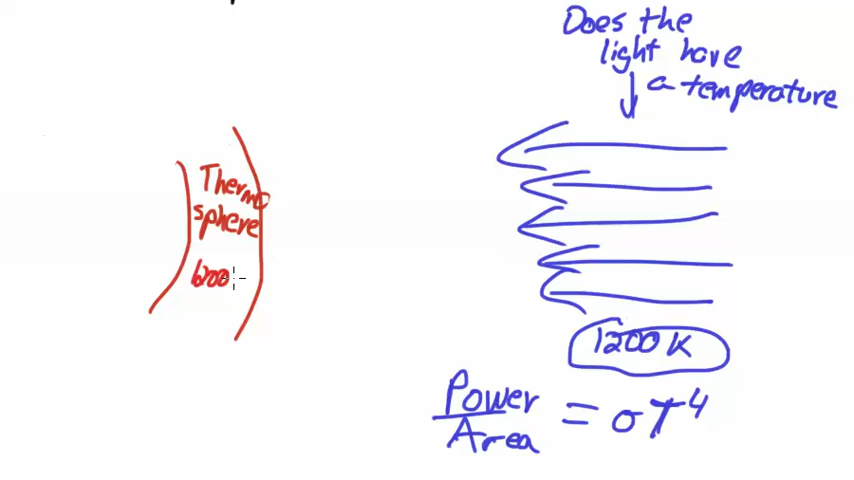 Does the
light have
a temperature
Thermo
sphere
1200 K
Power
Area
= σT⁴